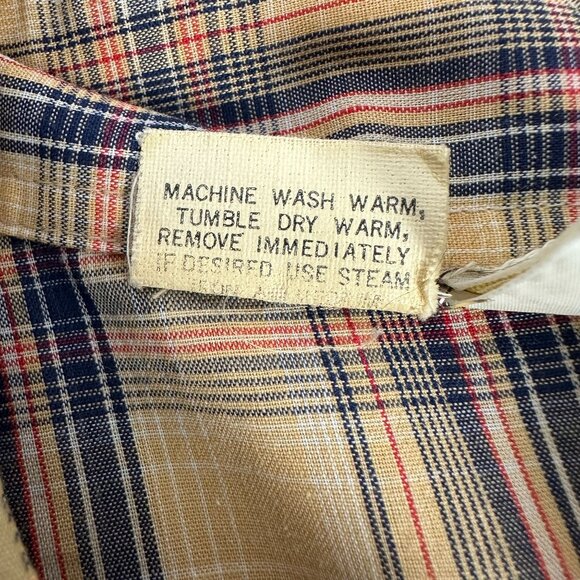 MACHINE WASH WARM,
TUMBLE DRY WARM,
REMOVE IMMEDIATELY
IF DESIRED USE STEAM